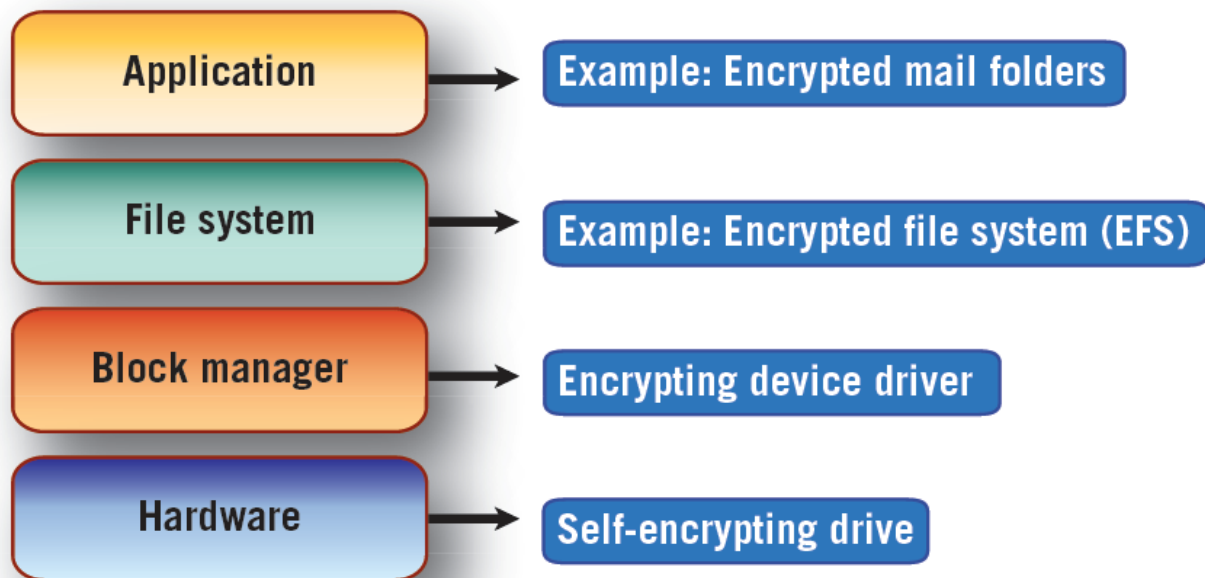 Application
Example: Encrypted mail folders
File system
Example: Encrypted file system (EFS)
Block manager
Encrypting device driver
Hardware
Self-encrypting drive